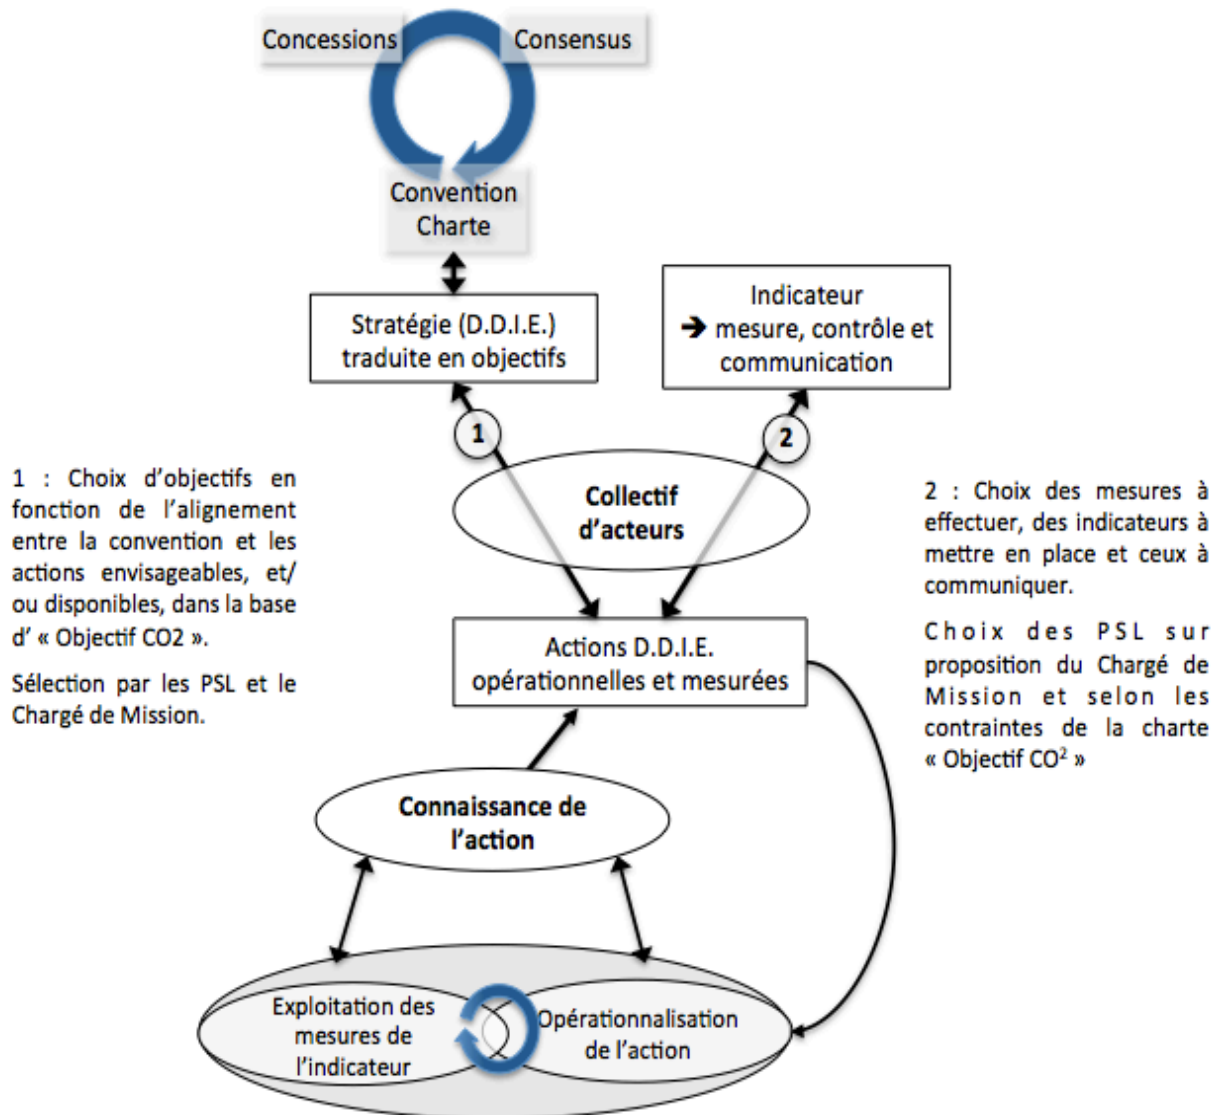 Concessions
Consensus
Convention
Charte
Stratégie (D.D.I.E.)
traduite en objectifs
Indicateur
➔ mesure, contrôle et
communication
1
2
Collectif
d'acteurs
1 : Choix d'objectifs en
fonction de l'alignement
entre la convention et les
actions envisageables, et/
ou disponibles, dans la base
d' « Objectif CO2 ».
Sélection par les PSL et le
Chargé de Mission.
2 : Choix des mesures à
effectuer, des indicateurs à
mettre en place et ceux à
communiquer.
Choix des PSL sur
proposition du Chargé de
Mission et selon les
contraintes de la charte
« Objectif CO² »
Actions D.D.I.E.
opérationnelles et mesurées
Connaissance de
l'action
Exploitation des
mesures de
l'indicateur
Opérationnalisation
de l'action